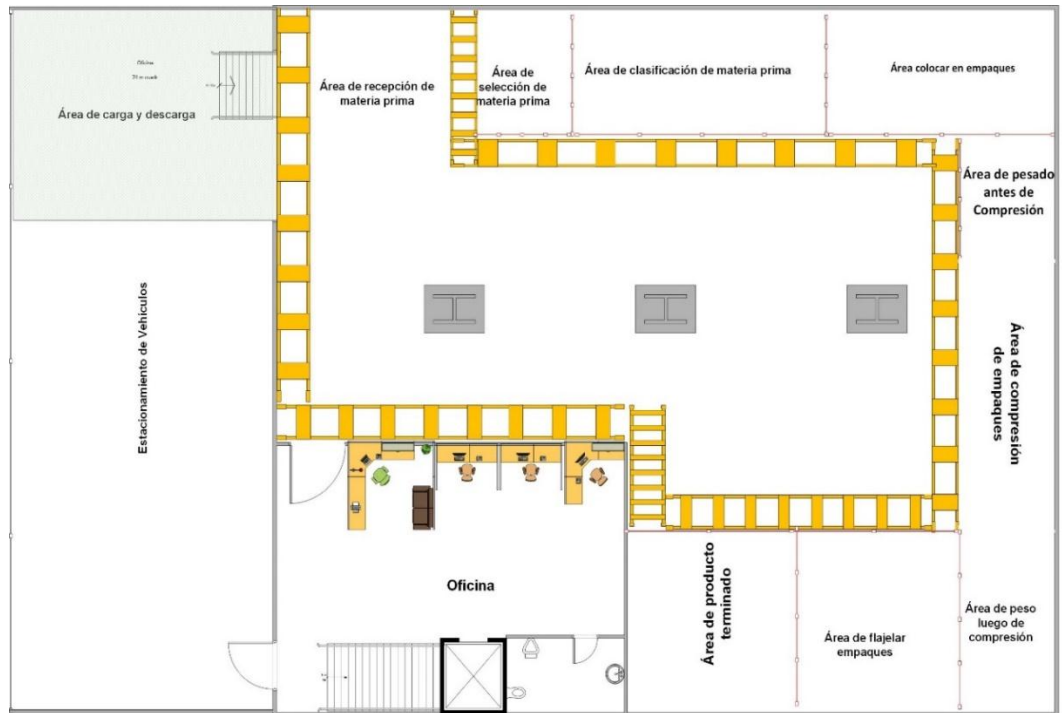 Oficina
Área de carga y descarga
Área de recepción de
materia prima
Área de
selección de
materia prima
Área de clasificación de materia prima
Área colocar en empaques
Área de pesado
antes de
Compresión
Estacionamiento de Vehículos
Área de compresión
de empaques
Oficina
Área de producto
terminado
Área de flajelar
empaques
Área de peso
luego de
compresión